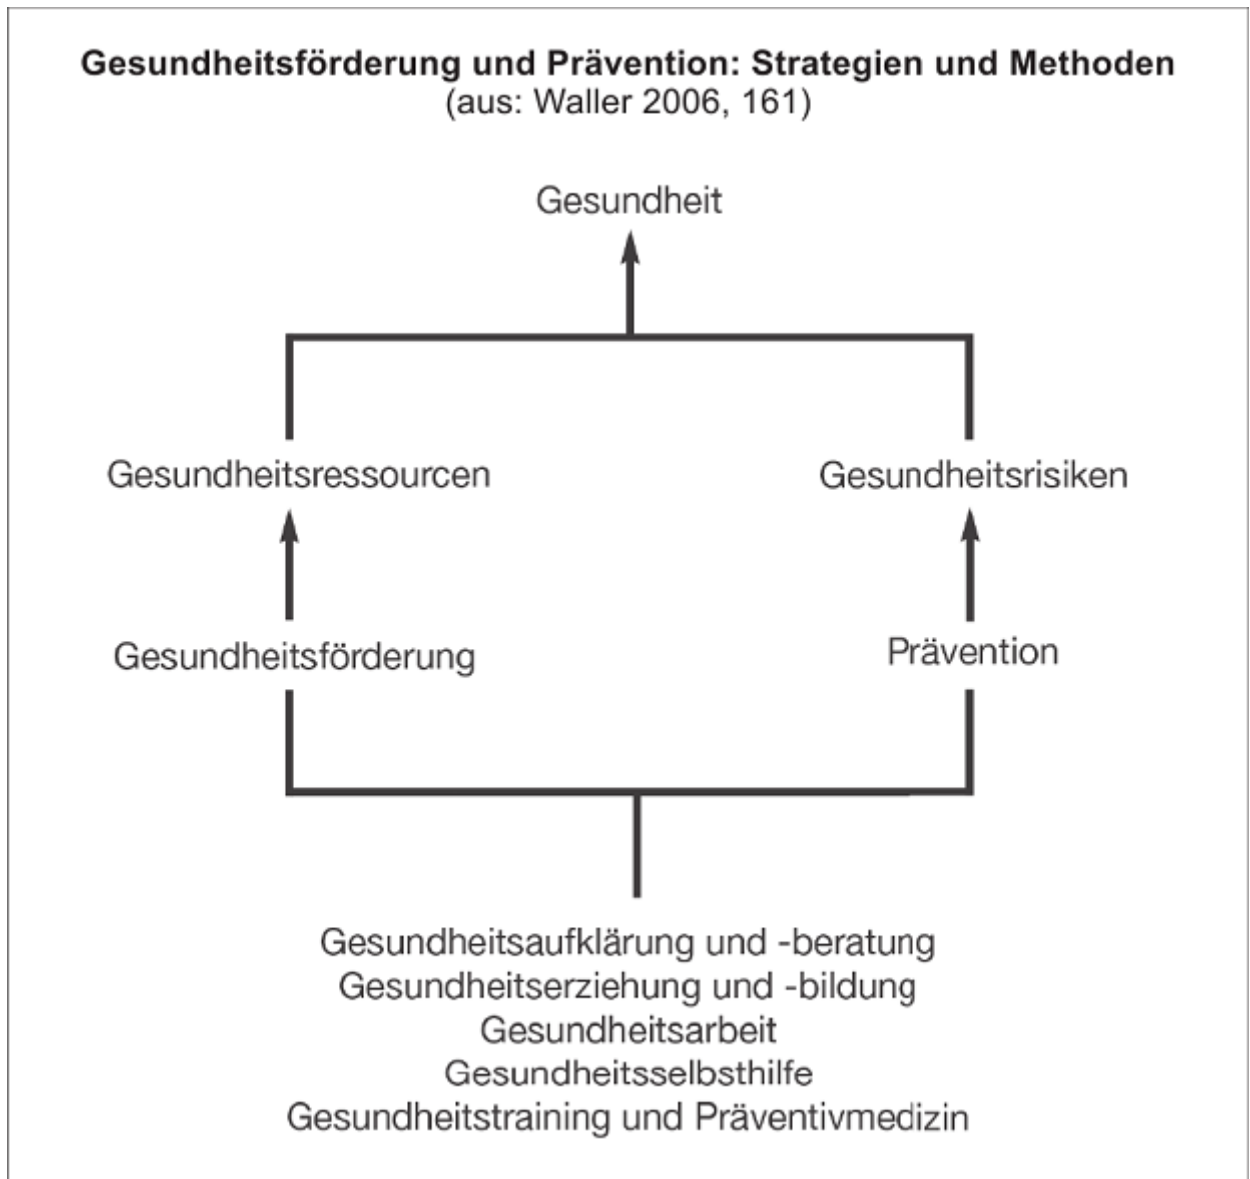 Gesundheitsförderung und Prävention: Strategien und Methoden
(aus: Waller 2006, 161)
Gesundheit
Gesundheitsressourcen
Gesundheitsrisiken
Gesundheitsförderung
Prävention
Gesundheitsaufklärung und -beratung
Gesundheitserziehung und -bildung
Gesundheitsarbeit
Gesundheitsselbsthilfe
Gesundheitstraining und Präventivmedizin